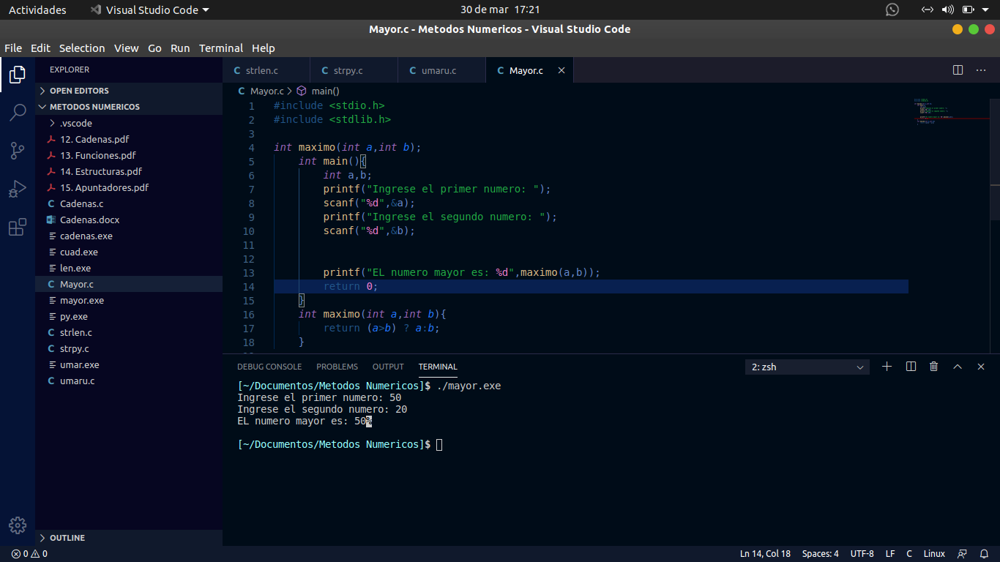 Actividades Visual Studio Code 30 de mar 17:21
Mayor.c - Metodos Numericos - Visual Studio Code
File Edit Selection View Go Run Terminal Help
EXPLORER
OPEN EDITORS
METODOS NUMERICOS
.vscode
12. Cadenas.pdf
13. Funciones.pdf
14. Estructuras.pdf
15. Apuntadores.pdf
Cadenas.c
Cadenas.docx
cadenas.exe
cuad.exe
len.exe
Mayor.c
mayor.exe
py.exe
strlen.c
strpy.c
umar.exe
umaru.c
OUTLINE
strlen.c strpy.c umaru.c Mayor.c
Mayor.c > main()
1 #include <stdio.h>
2 #include <stdlib.h>
3
4 int maximo(int a,int b);
5     int main(){
6         int a,b;
7         printf("Ingrese el primer numero: ");
8         scanf("%d",&a);
9         printf("Ingrese el segundo numero: ");
10         scanf("%d",&b);
11
12
13         printf("EL numero mayor es: %d",maximo(a,b));
14         return 0;
15     }
16     int maximo(int a,int b){
17         return (a>b) ? a:b;
18     }
DEBUG CONSOLE PROBLEMS OUTPUT TERMINAL 2: zsh
[~/Documentos/Metodos Numericos]$ ./mayor.exe
Ingrese el primer numero: 50
Ingrese el segundo numero: 20
EL numero mayor es: 50%
[~/Documentos/Metodos Numericos]$
0 0 Ln 14, Col 18 Spaces: 4 UTF-8 LF C Linux